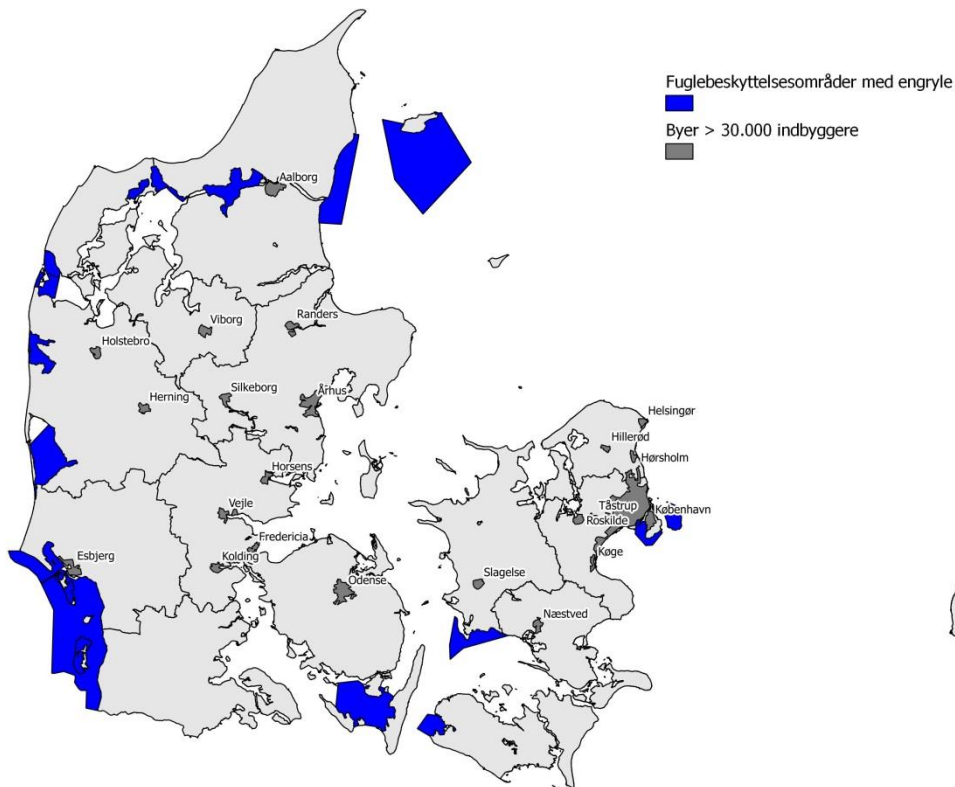 Fuglebeskyttelsesområder med engryle
Byer > 30.000 indbyggere
Aalborg
Viborg
Randers
Holstebro
Silkeborg
Århus
Herning
Helsingør
Hillerød
Hørsholm
Horsens
Vejle
Tåstrup
København
Roskilde
Fredericia
Køge
Esbjerg
Kolding
Odense
Slagelse
Næstved